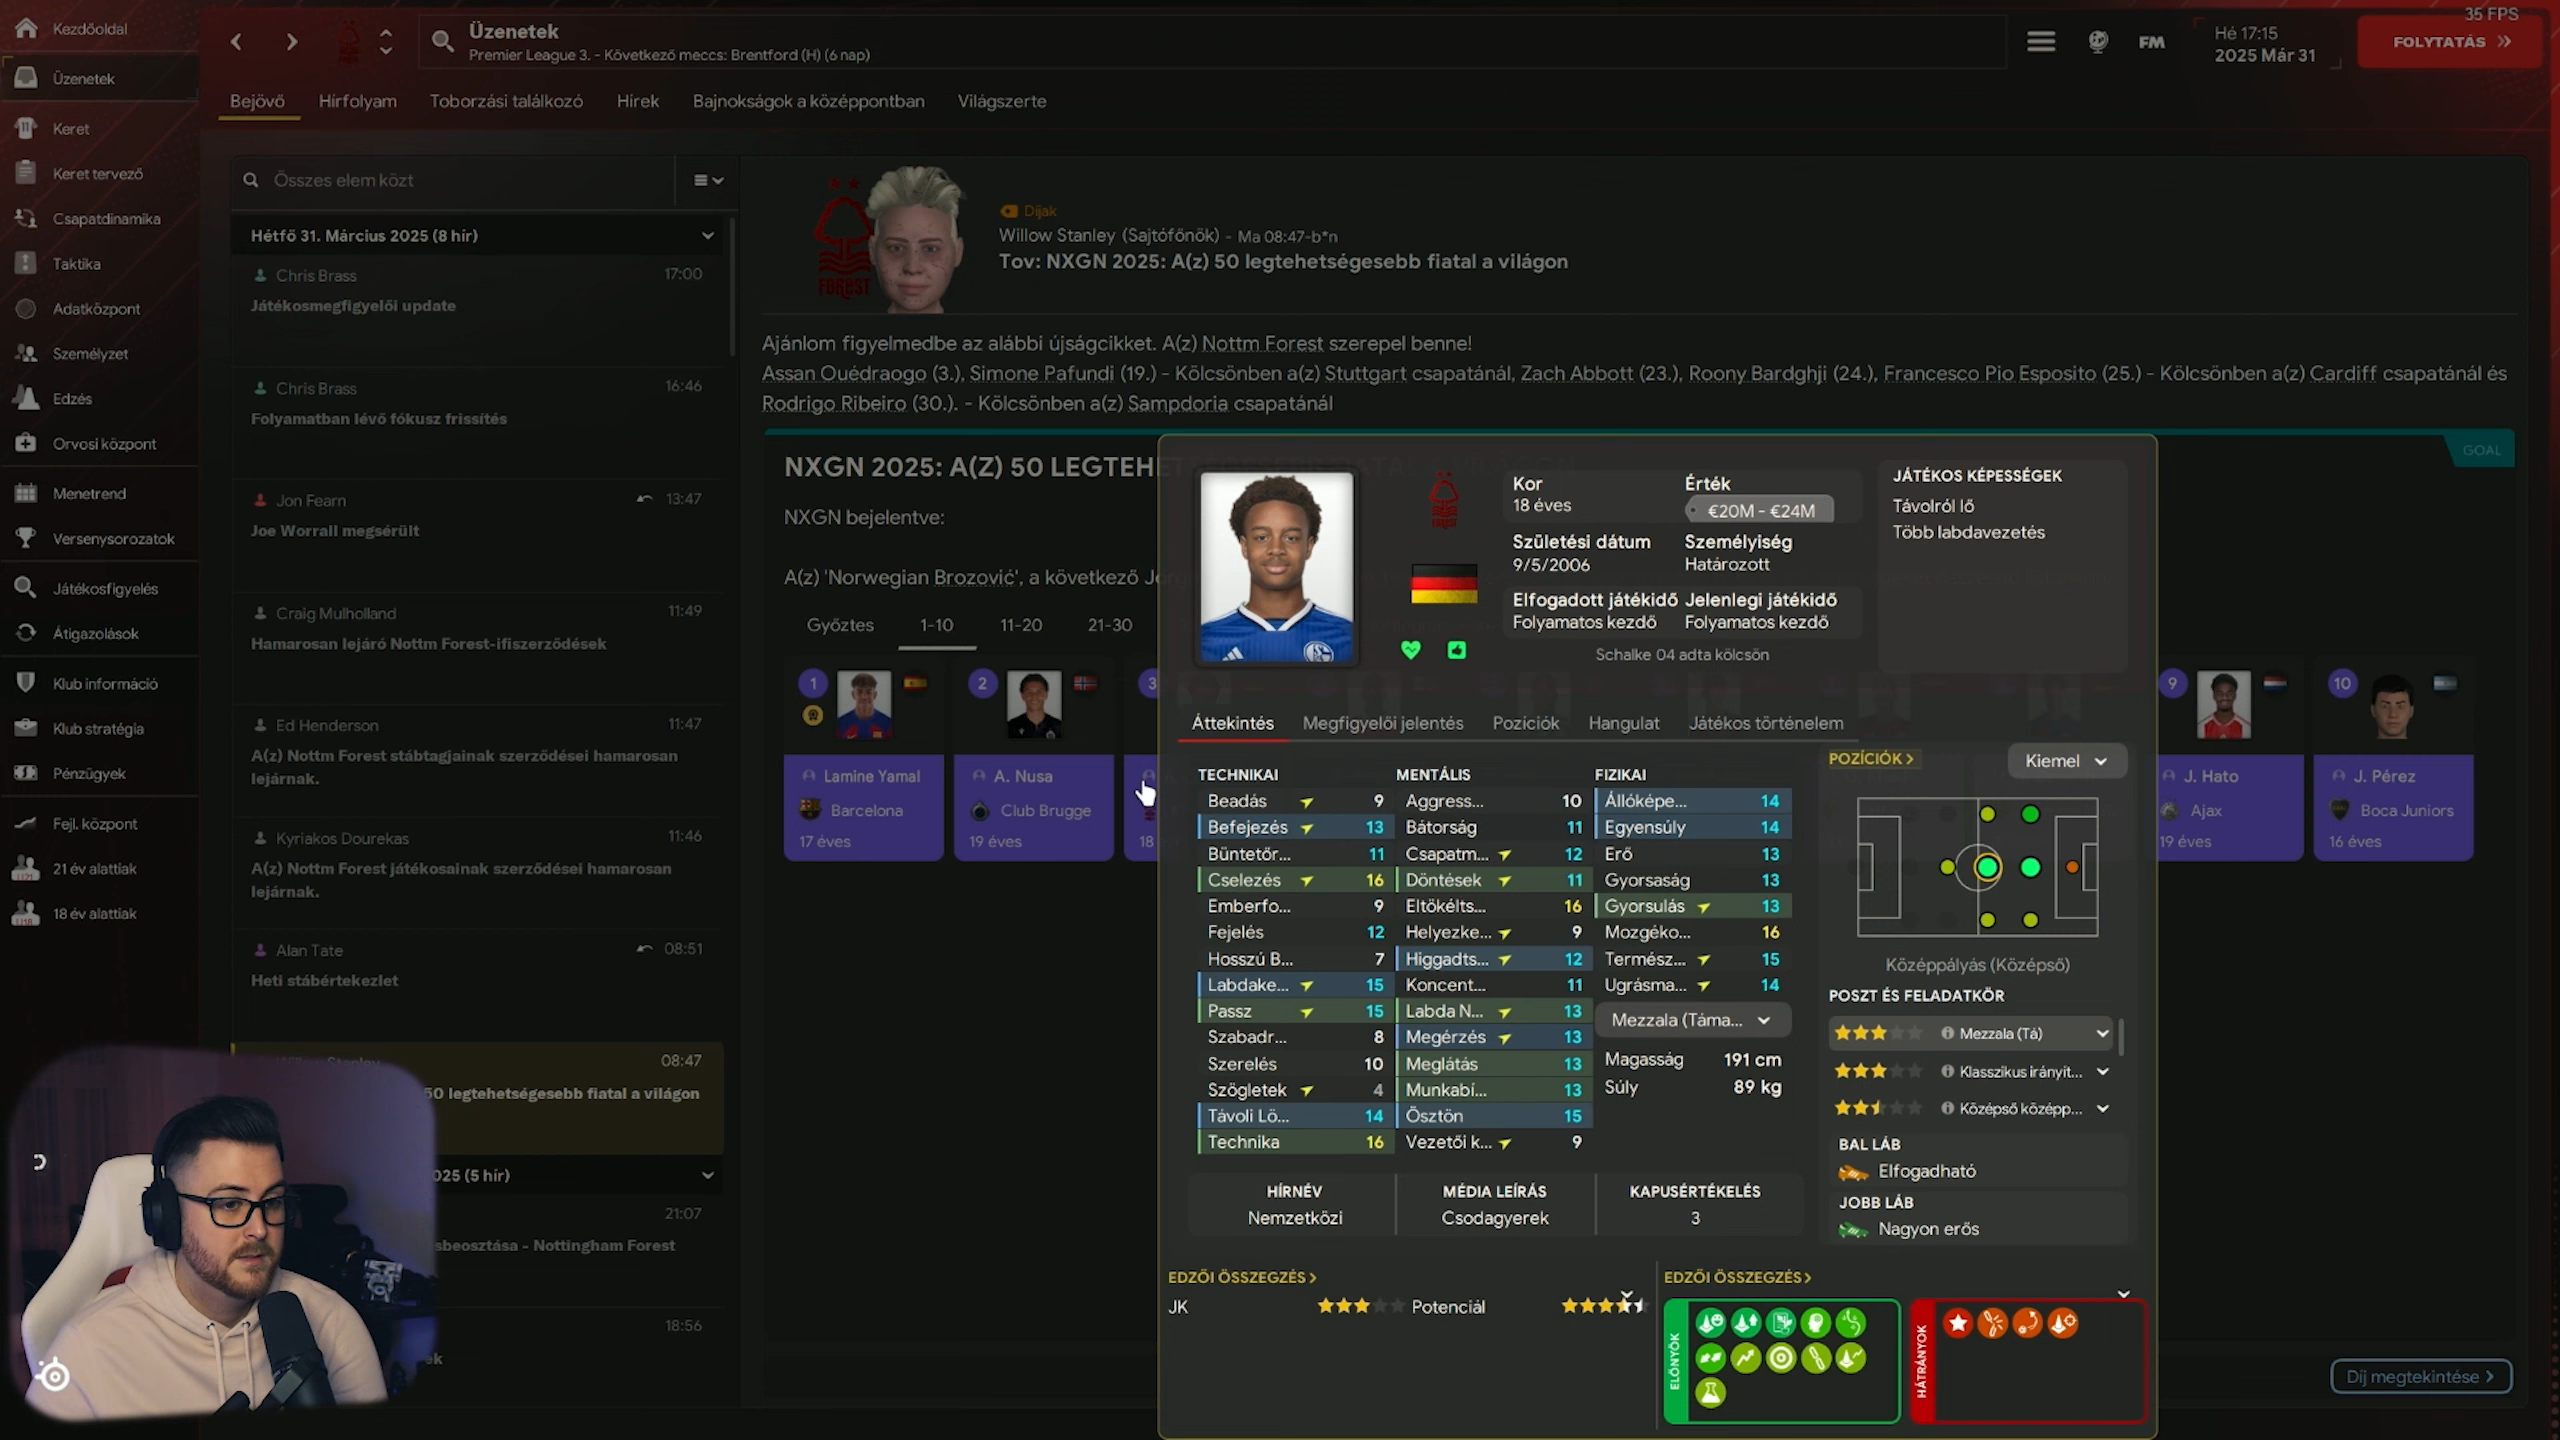 35 FPS
Kezdőoldal
Üzenetek
Keret
Keret tervező
Csapatdinamika
Taktika
Adatközpont
Személyzet
Edzés
Orvosi központ
Menetrend
Versenysorozatok
Játékosfigyelés
Átigazolások
Klub információ
Klub stratégia
Pénzügyek
Fejl. központ
21 év alattiak
18 év alattiak
Üzenetek
Premier League 3. - Következő meccs: Brentford (H) (6 nap)
FM
Hé 17:15
2025 Már 31
FOLYTATÁS
Bejövő
Hírfolyam
Toborzási találkozó
Hírek
Bajnokságok a középpontban
Világszerte
Összes elem közt
Hétfő 31. Március 2025 (8 hír)
Chris Brass 17:00
Játékosmegfigyelői update
Chris Brass 16:46
Folyamatban lévő fókusz frissítés
Jon Fearn 13:47
Joe Worrall megsérült
Craig Mulholland 11:49
Hamarosan lejáró Nottm Forest-ifiszerződések
Ed Henderson 11:47
A(z) Nottm Forest stábtagjainak szerződései hamarosan
lejárnak.
Kyriakos Dourekas 11:46
A(z) Nottm Forest játékosainak szerződései hamarosan
lejárnak.
Alan Tate 08:51
Heti stábértekezlet
Stanley 08:47
50 legtehetségesebb fiatal a világon
025 (5 hír)
21:07
sbeosztása - Nottingham Forest
18:56
ek
FOREST
Díjak
Willow Stanley (Sajtófőnök) - Ma 08:47-b*n
Tov: NXGN 2025: A(z) 50 legtehetségesebb fiatal a világon
Ajánlom figyelmedbe az alábbi újságcikket. A(z) Nottm Forest szerepel benne!
Assan Ouédraogo (3.), Simone Pafundi (19.) - Kölcsönben a(z) Stuttgart csapatánál, Zach Abbott (23.), Roony Bardghji (24.), Francesco Pio Esposito (25.) - Kölcsönben a(z) Cardiff csapatánál és
Rodrigo Ribeiro (30.). - Kölcsönben a(z) Sampdoria csapatánál
GOAL
NXGN 2025: A(Z) 50 LEGTEHE
NXGN bejelentve:
A(z) 'Norwegian Brozović', a következő Jo
Győztes
1-10
11-20
21-30
1
Lamine Yamal
Barcelona
17 éves
2
A. Nusa
Club Brugge
19 éves
3
18
9
J. Hato
Ajax
19 éves
10
J. Pérez
Boca Juniors
16 éves
Díj megtekintése
Kor
18 éves
Érték
€20M - €24M
Születési dátum
9/5/2006
Személyiség
Határozott
Elfogadott játékidő
Folyamatos kezdő
Jelenlegi játékidő
Folyamatos kezdő
Schalke 04 adta kölcsön
JÁTÉKOS KÉPESSÉGEK
Távolról lő
Több labdavezetés
Áttekintés
Megfigyelői jelentés
Pozíciók
Hangulat
Játékos történelem
TECHNIKAI
Beadás 9
Befejezés 13
Büntetőr... 11
Cselezés 16
Emberfo... 9
Fejelés 12
Hosszú B... 7
Labdake... 15
Passz 15
Szabadr... 8
Szerelés 10
Szögletek 4
Távoli Lö... 14
Technika 16
MENTÁLIS
Aggress... 10
Bátorság 11
Csapatm... 12
Döntések 11
Eltökélts... 16
Helyezke... 9
Higgadts... 12
Koncent... 11
Labda N... 13
Megérzés 13
Meglátás 13
Munkabí... 13
Ösztön 15
Vezetői k... 9
FIZIKAI
Állóképe... 14
Egyensúly 14
Erő 13
Gyorsaság 13
Gyorsulás 13
Mozgéko... 16
Termész... 15
Ugrásma... 14
Mezzala (Táma...
Magasság 191 cm
Súly 89 kg
POZÍCIÓK
Kiemel
Középpályás (Középső)
POSZT ÉS FELADATKÖR
Mezzala (Tá)
Klasszikus irányít...
Középső középp...
BAL LÁB
Elfogadható
JOBB LÁB
Nagyon erős
HÍRNÉV
Nemzetközi
MÉDIA LEÍRÁS
Csodagyerek
KAPUSÉRTÉKELÉS
3
EDZŐI ÖSSZEGZÉS
JK
Potenciál
EDZŐI ÖSSZEGZÉS
ELŐNYÖK
HÁTRÁNYOK